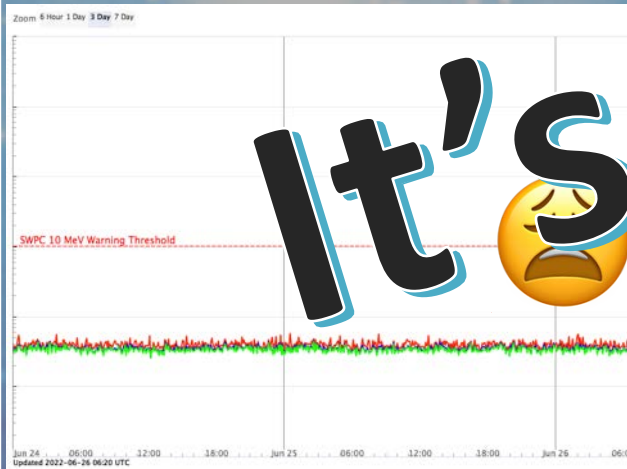 Zoom 6 Hour 1 Day 3 Day 7 Day
It's
SWPC 10 MeV Warning Threshold
Jun 24 06:00 12:00 18:00 Jun 25 06:00 12:00 18:00 Jun 26
Updated 2022-06-26 06:20 UTC